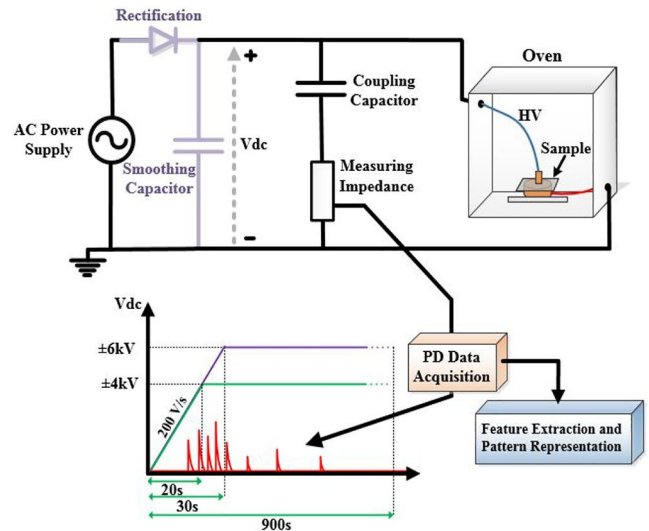 Rectification
Oven
+
Coupling
Capacitor
HV
AC Power
Supply
Vdc
Sample
Smoothing
Capacitor
Measuring
Impedance
-
Vdc
±6kV
±4kV
200 V/s
PD Data
Acquisition
Feature Extraction and
Pattern Representation
20s
30s
900s